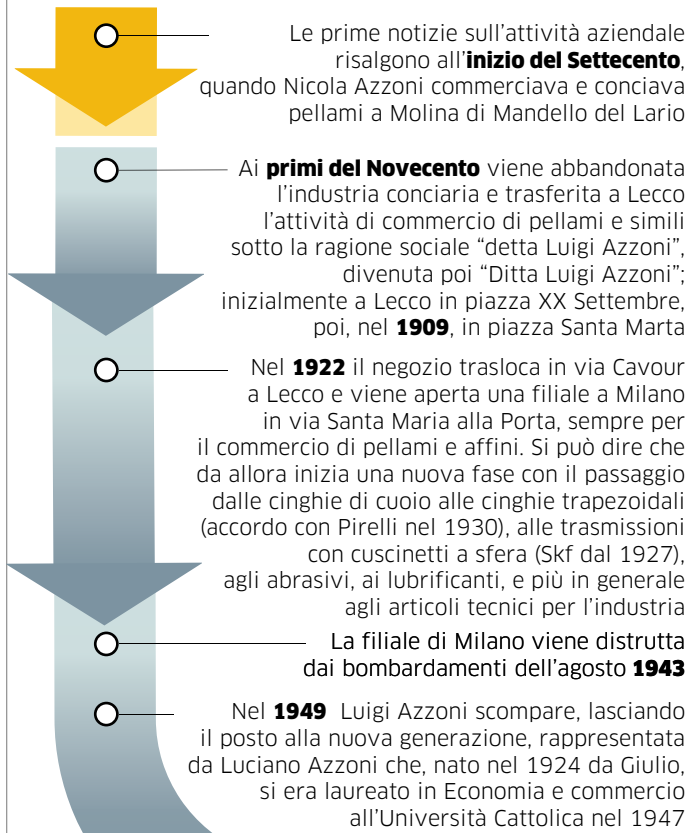 Le prime notizie sull'attività aziendale
risalgono all'inizio del Settecento,
quando Nicola Azzoni commerciava e conciava
pellami a Molina di Mandello del Lario
Ai primi del Novecento viene abbandonata
l'industria conciaria e trasferita a Lecco
l'attività di commercio di pellami e simili
sotto la ragione sociale “detta Luigi Azzoni”,
divenuta poi “Ditta Luigi Azzoni”;
inizialmente a Lecco in piazza XX Settembre,
poi, nel 1909, in piazza Santa Marta
Nel 1922 il negozio trasloca in via Cavour
a Lecco e viene aperta una filiale a Milano
in via Santa Maria alla Porta, sempre per
il commercio di pellami e affini. Si può dire che
da allora inizia una nuova fase con il passaggio
dalle cinghie di cuoio alle cinghie trapezoidali
(accordo con Pirelli nel 1930), alle trasmissioni
con cuscinetti a sfera (Skf dal 1927),
agli abrasivi, ai lubrificanti, e più in generale
agli articoli tecnici per l'industria
La filiale di Milano viene distrutta
dai bombardamenti dell'agosto 1943
Nel 1949 Luigi Azzoni scompare, lasciando
il posto alla nuova generazione, rappresentata
da Luciano Azzoni che, nato nel 1924 da Giulio,
si era laureato in Economia e commercio
all'Università Cattolica nel 1947